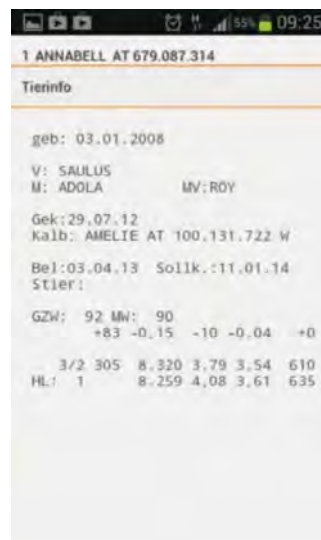 55% 09:25
1 ANNABELL AT 679.087.314
Tierinfo
geb: 03.01.2008
V: SAULUS
M: ADOLA MV:ROY
Gek:29.07.12
Kalb: AMELIE AT 100.131.722 W
Bel:03.04.13 Sollk.:11.01.14
Stier:
GZW: 92 MW: 90
+83 -0,15 -10 -0,04 +0
3/2 305 8.320 3,79 3,54 610
HL: 1 8.259 4,08 3,61 635